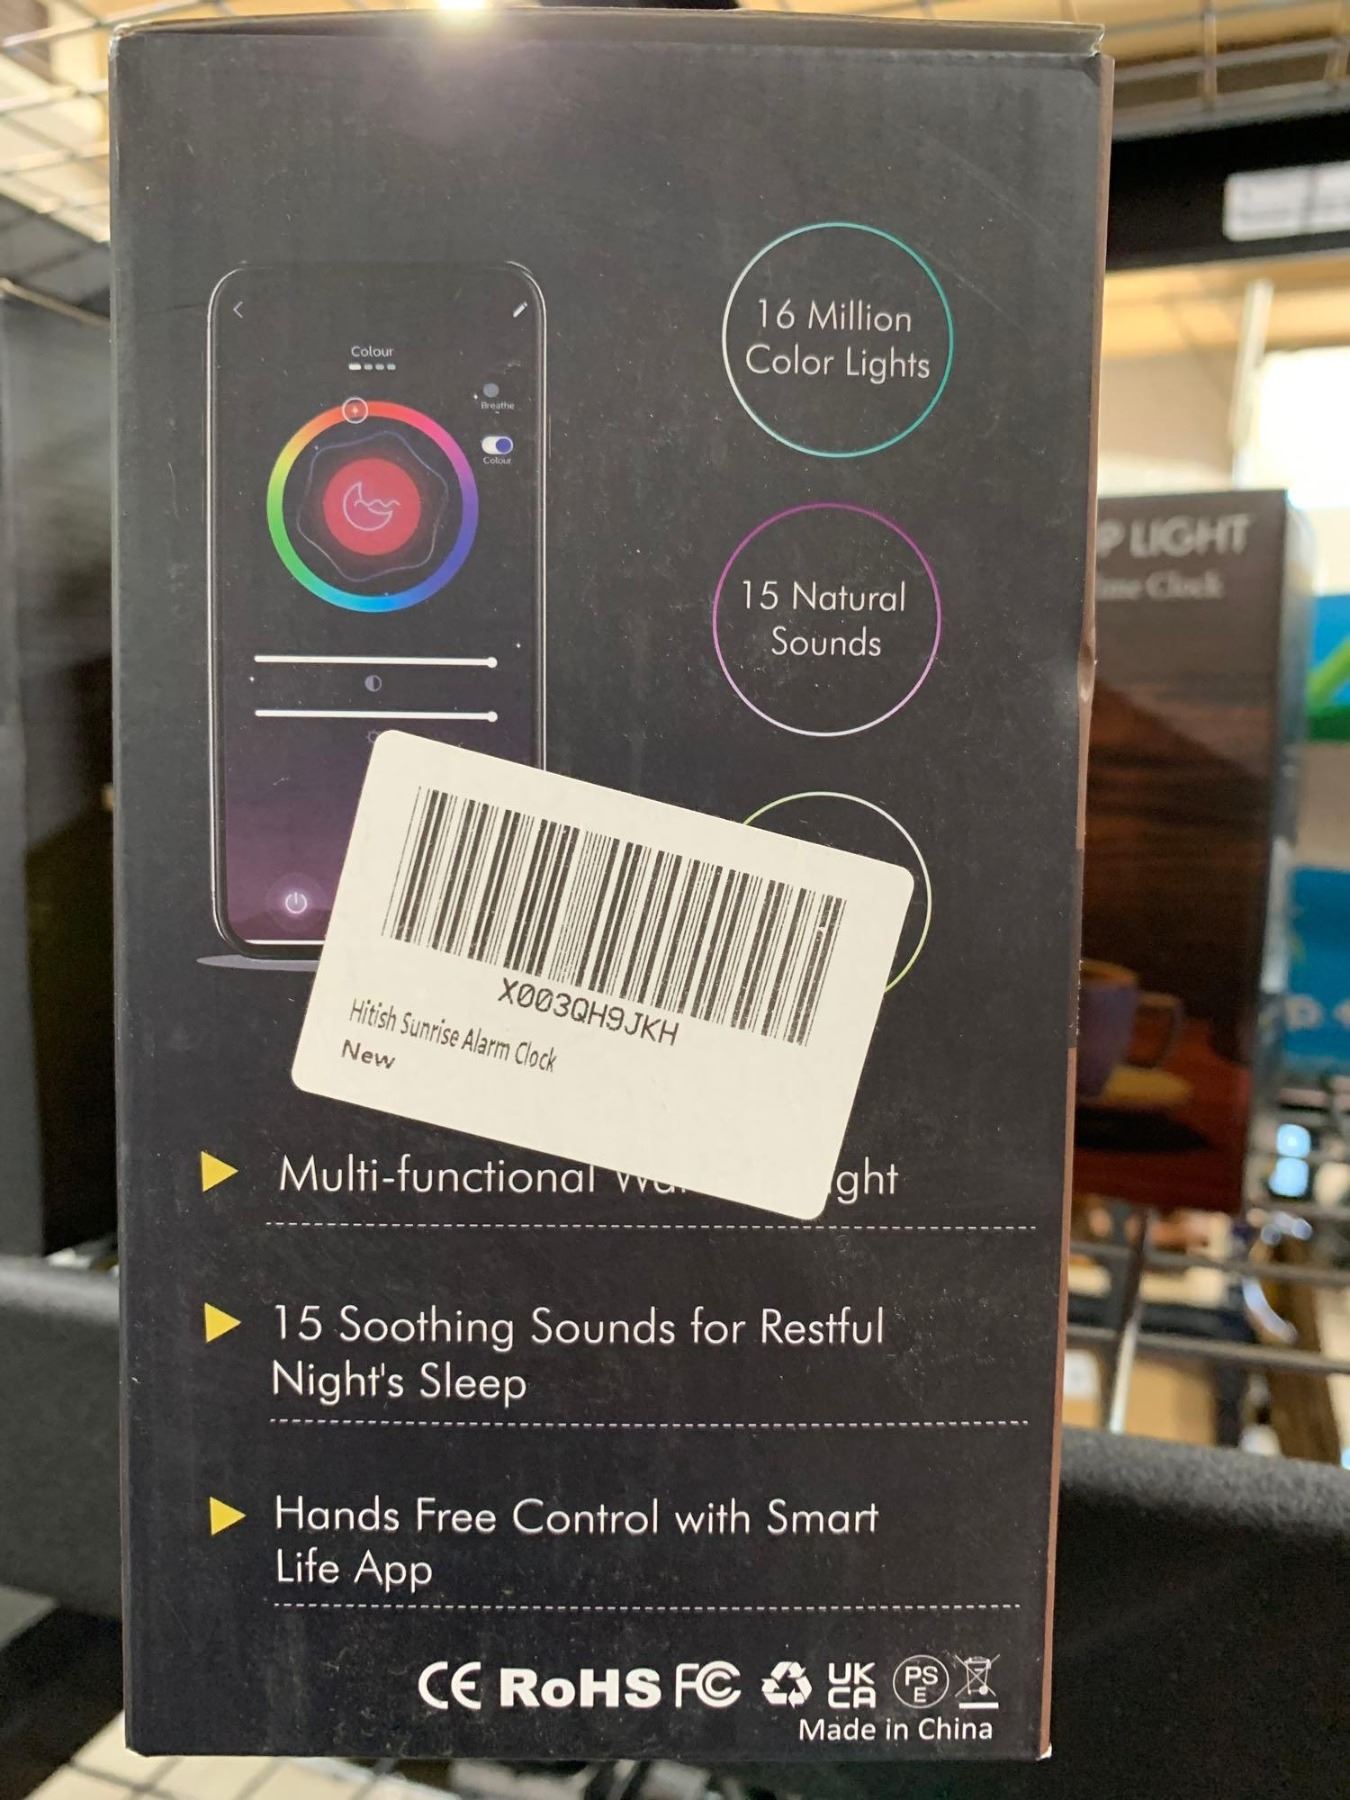 Colour
Breathe
Colour
16 Million
Color Lights
15 Natural
Sounds
LIGHT
Clock
X003QH9JKH
Hitish Sunrise Alarm Clock
New
Multi-functional
15 Soothing Sounds for Restful
Night's Sleep
Hands Free Control with Smart
Life App
CE RoHS FC UK
CA PS
E
Made in China